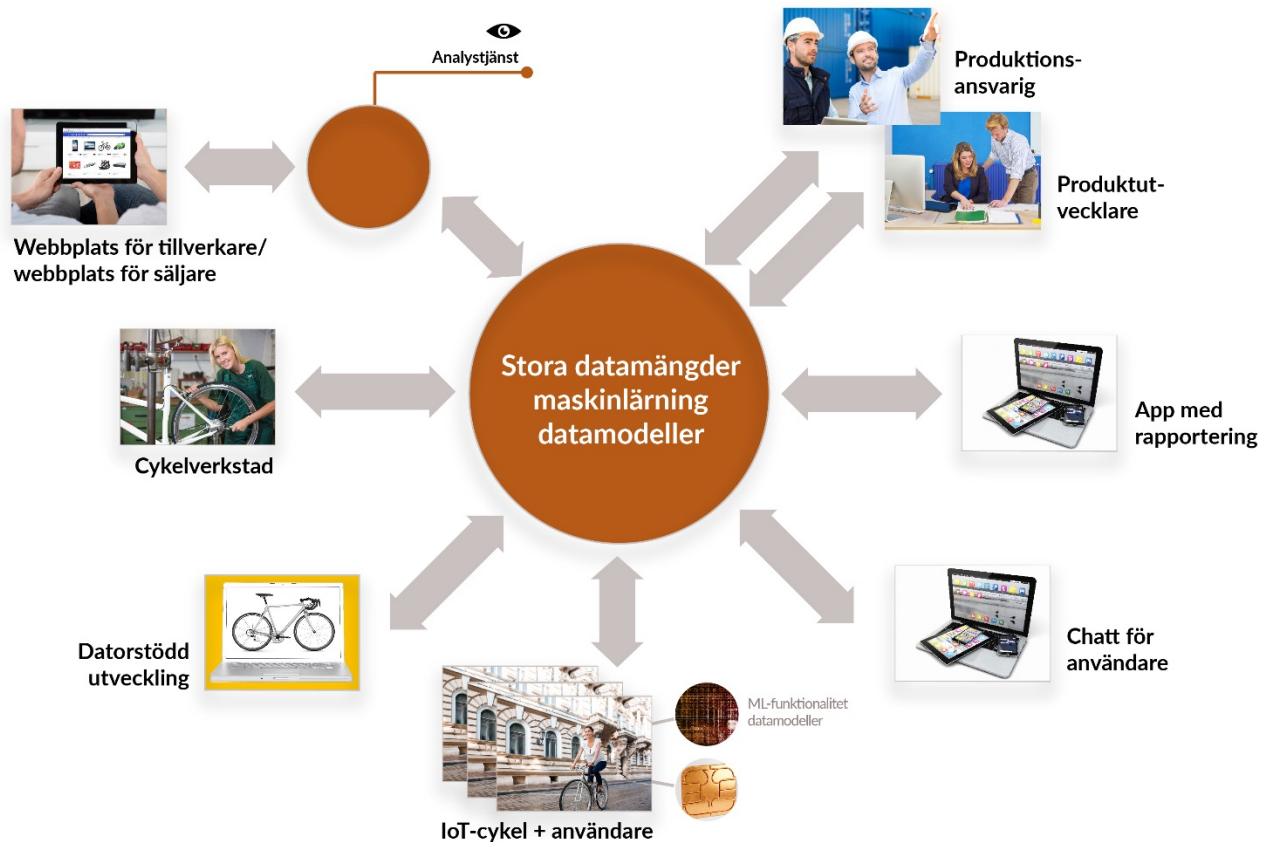 Analystjänst
Produktions-
ansvarig
Produktut-
vecklare
Webbplats för tillverkare/
webbplats för säljare
Stora datamängder
maskinlärning
datamodeller
Cykelverkstad
App med
rapportering
Datorstödd
utveckling
Chatt för
användare
ML-funktionalitet
datamodeller
IoT-cykel + användare